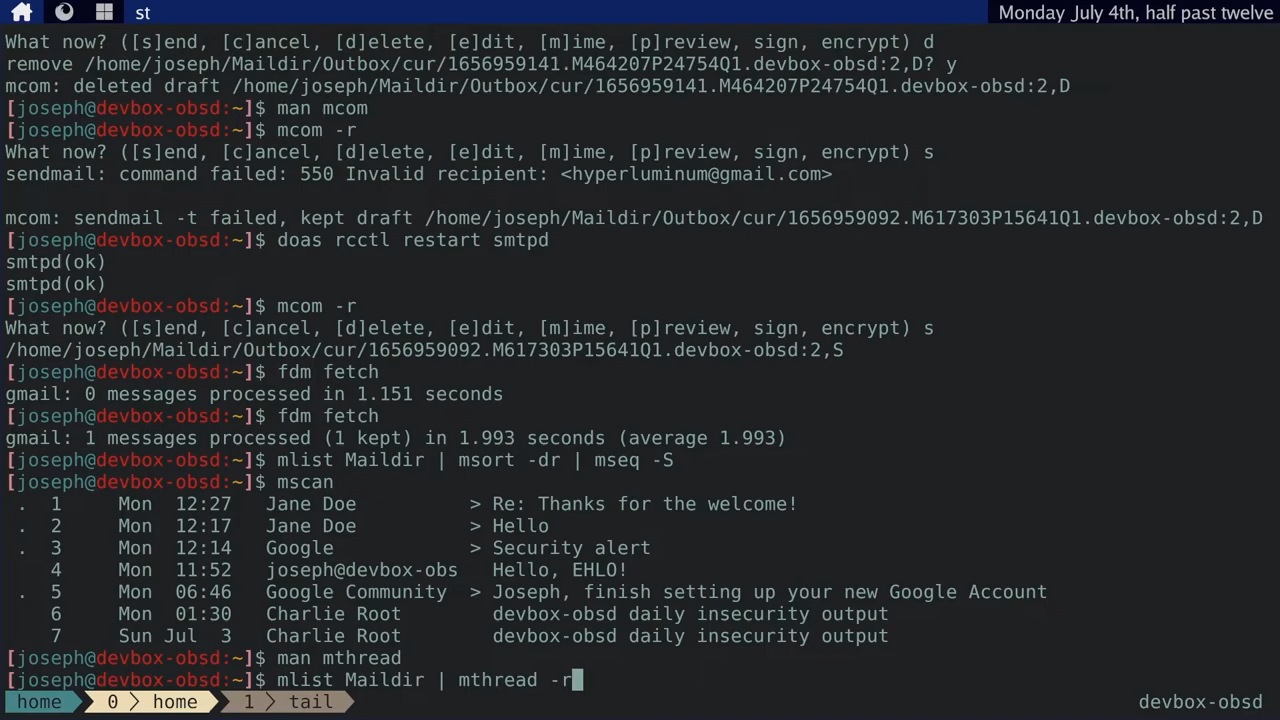 st
Monday July 4th, half past twelve
What now? ([s]end, [c]ancel, [d]elete, [e]dit, [m]ime, [p]review, sign, encrypt) d
remove /home/joseph/Maildir/Outbox/cur/1656959141.M464207P24754Q1.devbox-obsd:2,D? y
mcom: deleted draft /home/joseph/Maildir/Outbox/cur/1656959141.M464207P24754Q1.devbox-obsd:2,D
[joseph@devbox-obsd:~]$ man mcom
[joseph@devbox-obsd:~]$ mcom -r
What now? ([s]end, [c]ancel, [d]elete, [e]dit, [m]ime, [p]review, sign, encrypt) s
sendmail: command failed: 550 Invalid recipient: <hyperluminum@gmail.com>
mcom: sendmail -t failed, kept draft /home/joseph/Maildir/Outbox/cur/1656959092.M617303P15641Q1.devbox-obsd:2,D
[joseph@devbox-obsd:~]$ doas rcctl restart smtpd
smtpd(ok)
smtpd(ok)
[joseph@devbox-obsd:~]$ mcom -r
What now? ([s]end, [c]ancel, [d]elete, [e]dit, [m]ime, [p]review, sign, encrypt) s
/home/joseph/Maildir/Outbox/cur/1656959092.M617303P15641Q1.devbox-obsd:2,S
[joseph@devbox-obsd:~]$ fdm fetch
gmail: 0 messages processed in 1.151 seconds
[joseph@devbox-obsd:~]$ fdm fetch
gmail: 1 messages processed (1 kept) in 1.993 seconds (average 1.993)
[joseph@devbox-obsd:~]$ mlist Maildir | msort -dr | mseq -S
[joseph@devbox-obsd:~]$ mscan
. 1 Mon 12:27 Jane Doe > Re: Thanks for the welcome!
. 2 Mon 12:17 Jane Doe > Hello
. 3 Mon 12:14 Google > Security alert
4 Mon 11:52 joseph@devbox-obs Hello, EHLO!
. 5 Mon 06:46 Google Community > Joseph, finish setting up your new Google Account
6 Mon 01:30 Charlie Root devbox-obsd daily insecurity output
7 Sun Jul 3 Charlie Root devbox-obsd daily insecurity output
[joseph@devbox-obsd:~]$ man mthread
[joseph@devbox-obsd:~]$ mlist Maildir | mthread -r
home 0 > home 1 > tail devbox-obsd